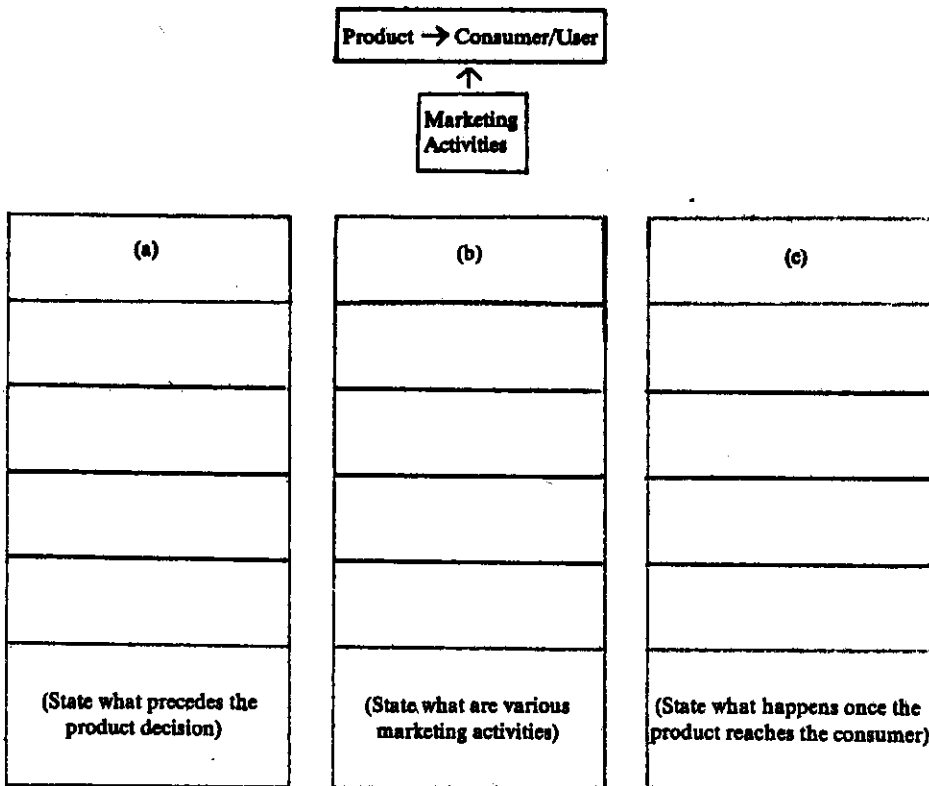 Product → Consumer/User
Marketing
Activities
(a)
(b)
(c)
(State what precedes the
product decision)
(State what are various
marketing activities)
(State what happens once the
product reaches the consumer)